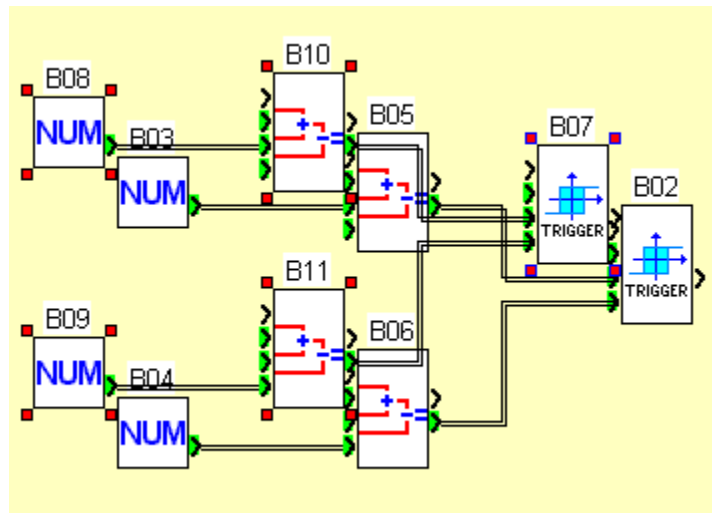 B10
B08
B05
B07
NUM
B03
B02
NUM
TRIGGER
B11
TRIGGER
B09
B06
NUM
B04
NUM